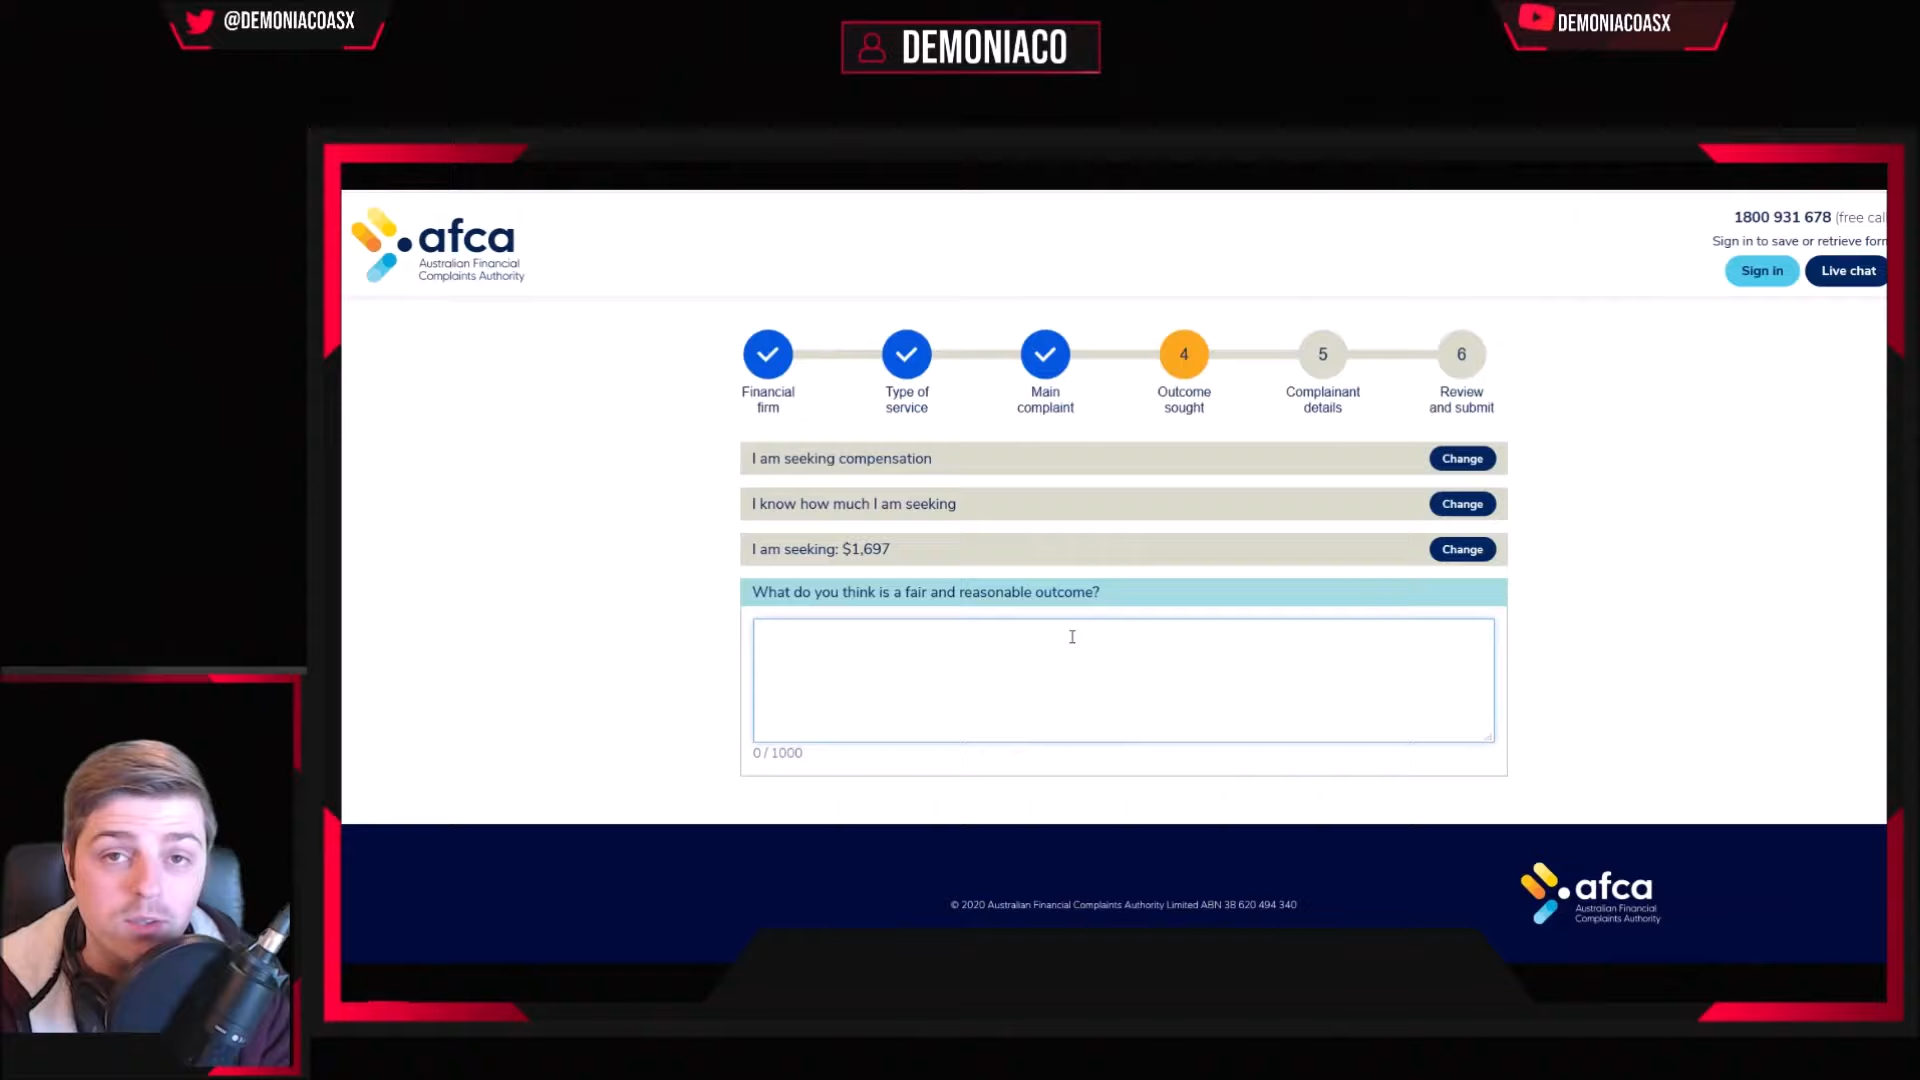 @DEMONIACOASX
DEMONIACO
DEMONIACOASX
afca
Australian Financial
Complaints Authority
1800 931 678 (free cal
Sign in to save or retrieve form
Sign in
Live chat
4
5
6
Financial
firm
Type of
service
Main
complaint
Outcome
sought
Complainant
details
Review
and submit
I am seeking compensation
Change
I know how much I am seeking
Change
I am seeking: $1,697
Change
What do you think is a fair and reasonable outcome?
0 / 1000
© 2020 Australian Financial Complaints Authority Limited ABN 38 620 494 340
afca
Australian Financial
Complaints Authority